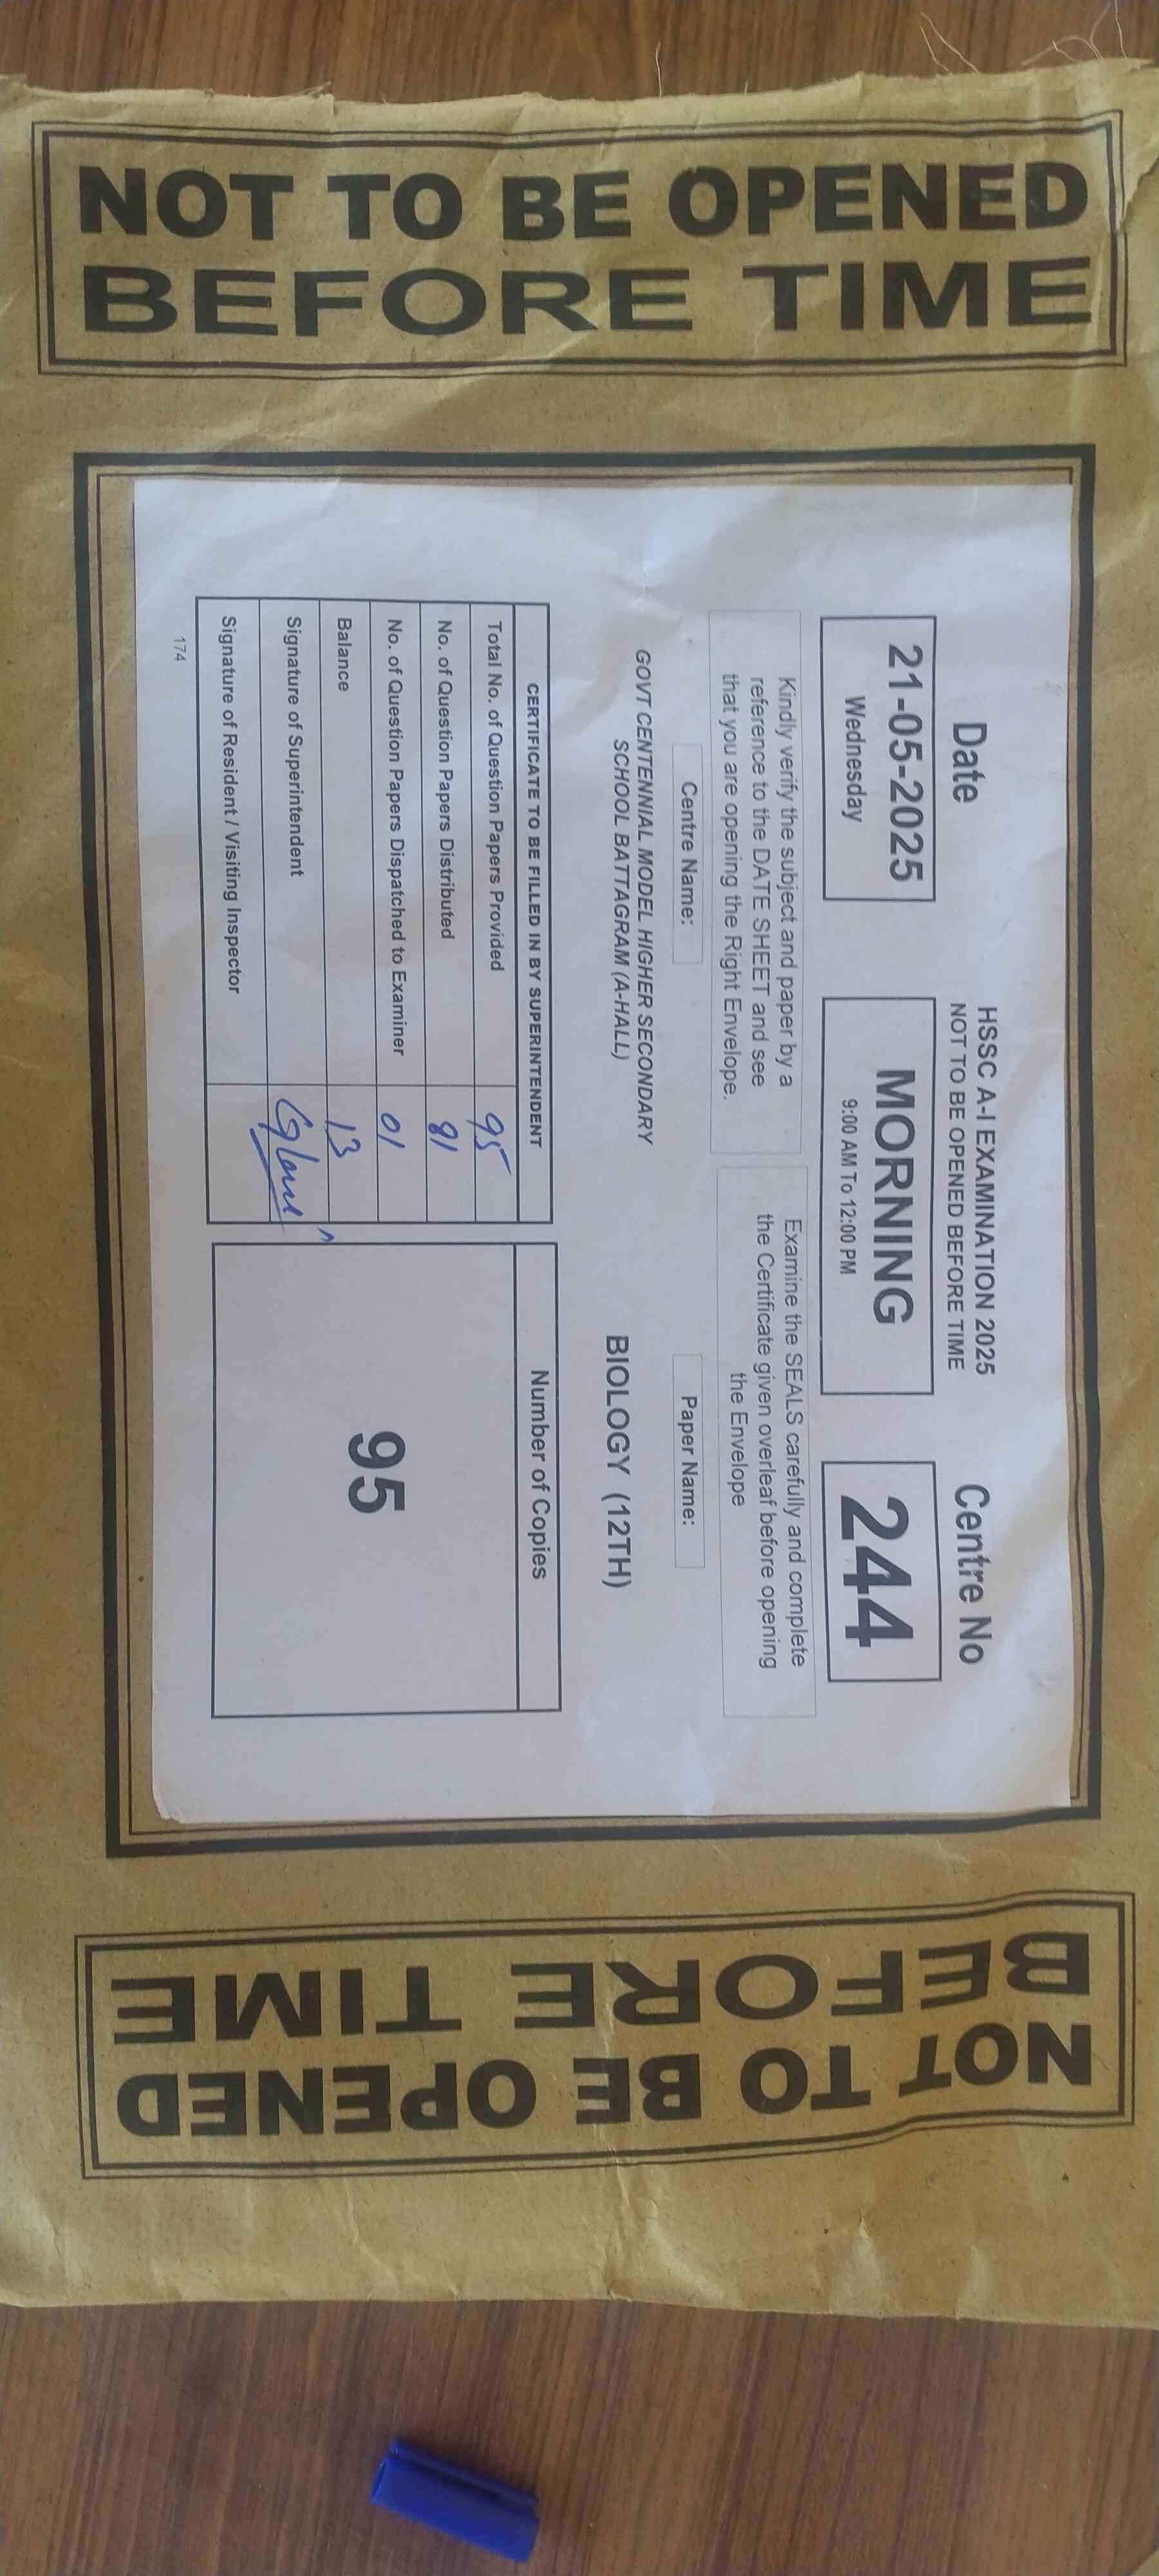 NOT TO BE OPENED
BEFORE TIME
HSSC A-I EXAMINATION 2025
NOT TO BE OPENED BEFORE TIME
Date
Centre No
21-05-2025
Wednesday
MORNING
9:00 AM To 12:00 PM
244
Kindly verify the subject and paper by a
reference to the DATE SHEET and see
that you are opening the Right Envelope.
Examine the SEALS carefully and complete
the Certificate given overleaf before opening
the Envelope
Centre Name:
Paper Name:
GOVT CENTENNIAL MODEL HIGHER SECONDARY
SCHOOL BATTAGRAM (A-HALL)
BIOLOGY (12TH)
CERTIFICATE TO BE FILLED IN BY SUPERINTENDENT
Total No. of Question Papers Provided 95
No. of Question Papers Distributed 81
No. of Question Papers Dispatched to Examiner 01
Balance 13
Signature of Superintendent
Signature of Resident / Visiting Inspector
Number of Copies
95
174
NOT TO BE OPENED
BEFORE TIME